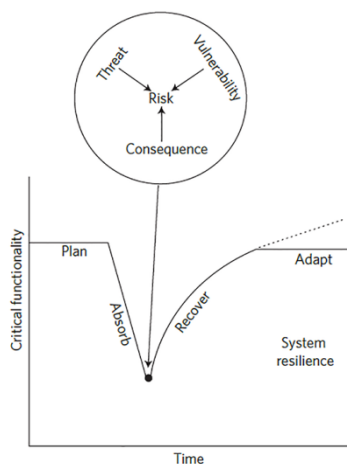 Threat
Vulnerability
Risk
Consequence
Critical functionality
Plan
Absorb
Recover
Adapt
System
resilience
Time